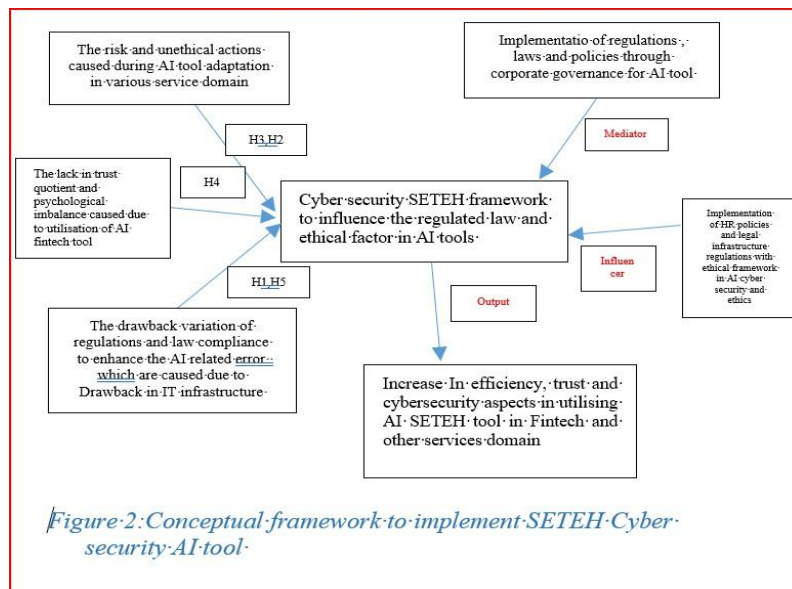 The risk and unethical actions
caused during AI tool adaptation
in various service domain
Implementatio of regulations ,
laws and policies through
corporate governance for AI tool
Mediator
H3,H2
The lack in trust
quotient and
psychological
imbalance caused due
to utilisation of AI
fintech tool
H4
Cyber security SETEH framework
to influence the regulated law and
ethical factor in AI tools
Implementation
of HR policies
and legal
infrastructure
regulations with
ethical framework
in AI cyber
security and
ethics
Influen
cer
H1,H5
Output
The drawback variation of
regulations and law compliance
to enhance the AI related error
which are caused due to
Drawback in IT infrastructure
Increase In efficiency, trust and
cybersecurity aspects in utilising
AI SETEH tool in Fintech and
other services domain
Figure 2:Conceptual framework to implement SETEH Cyber
security AI tool